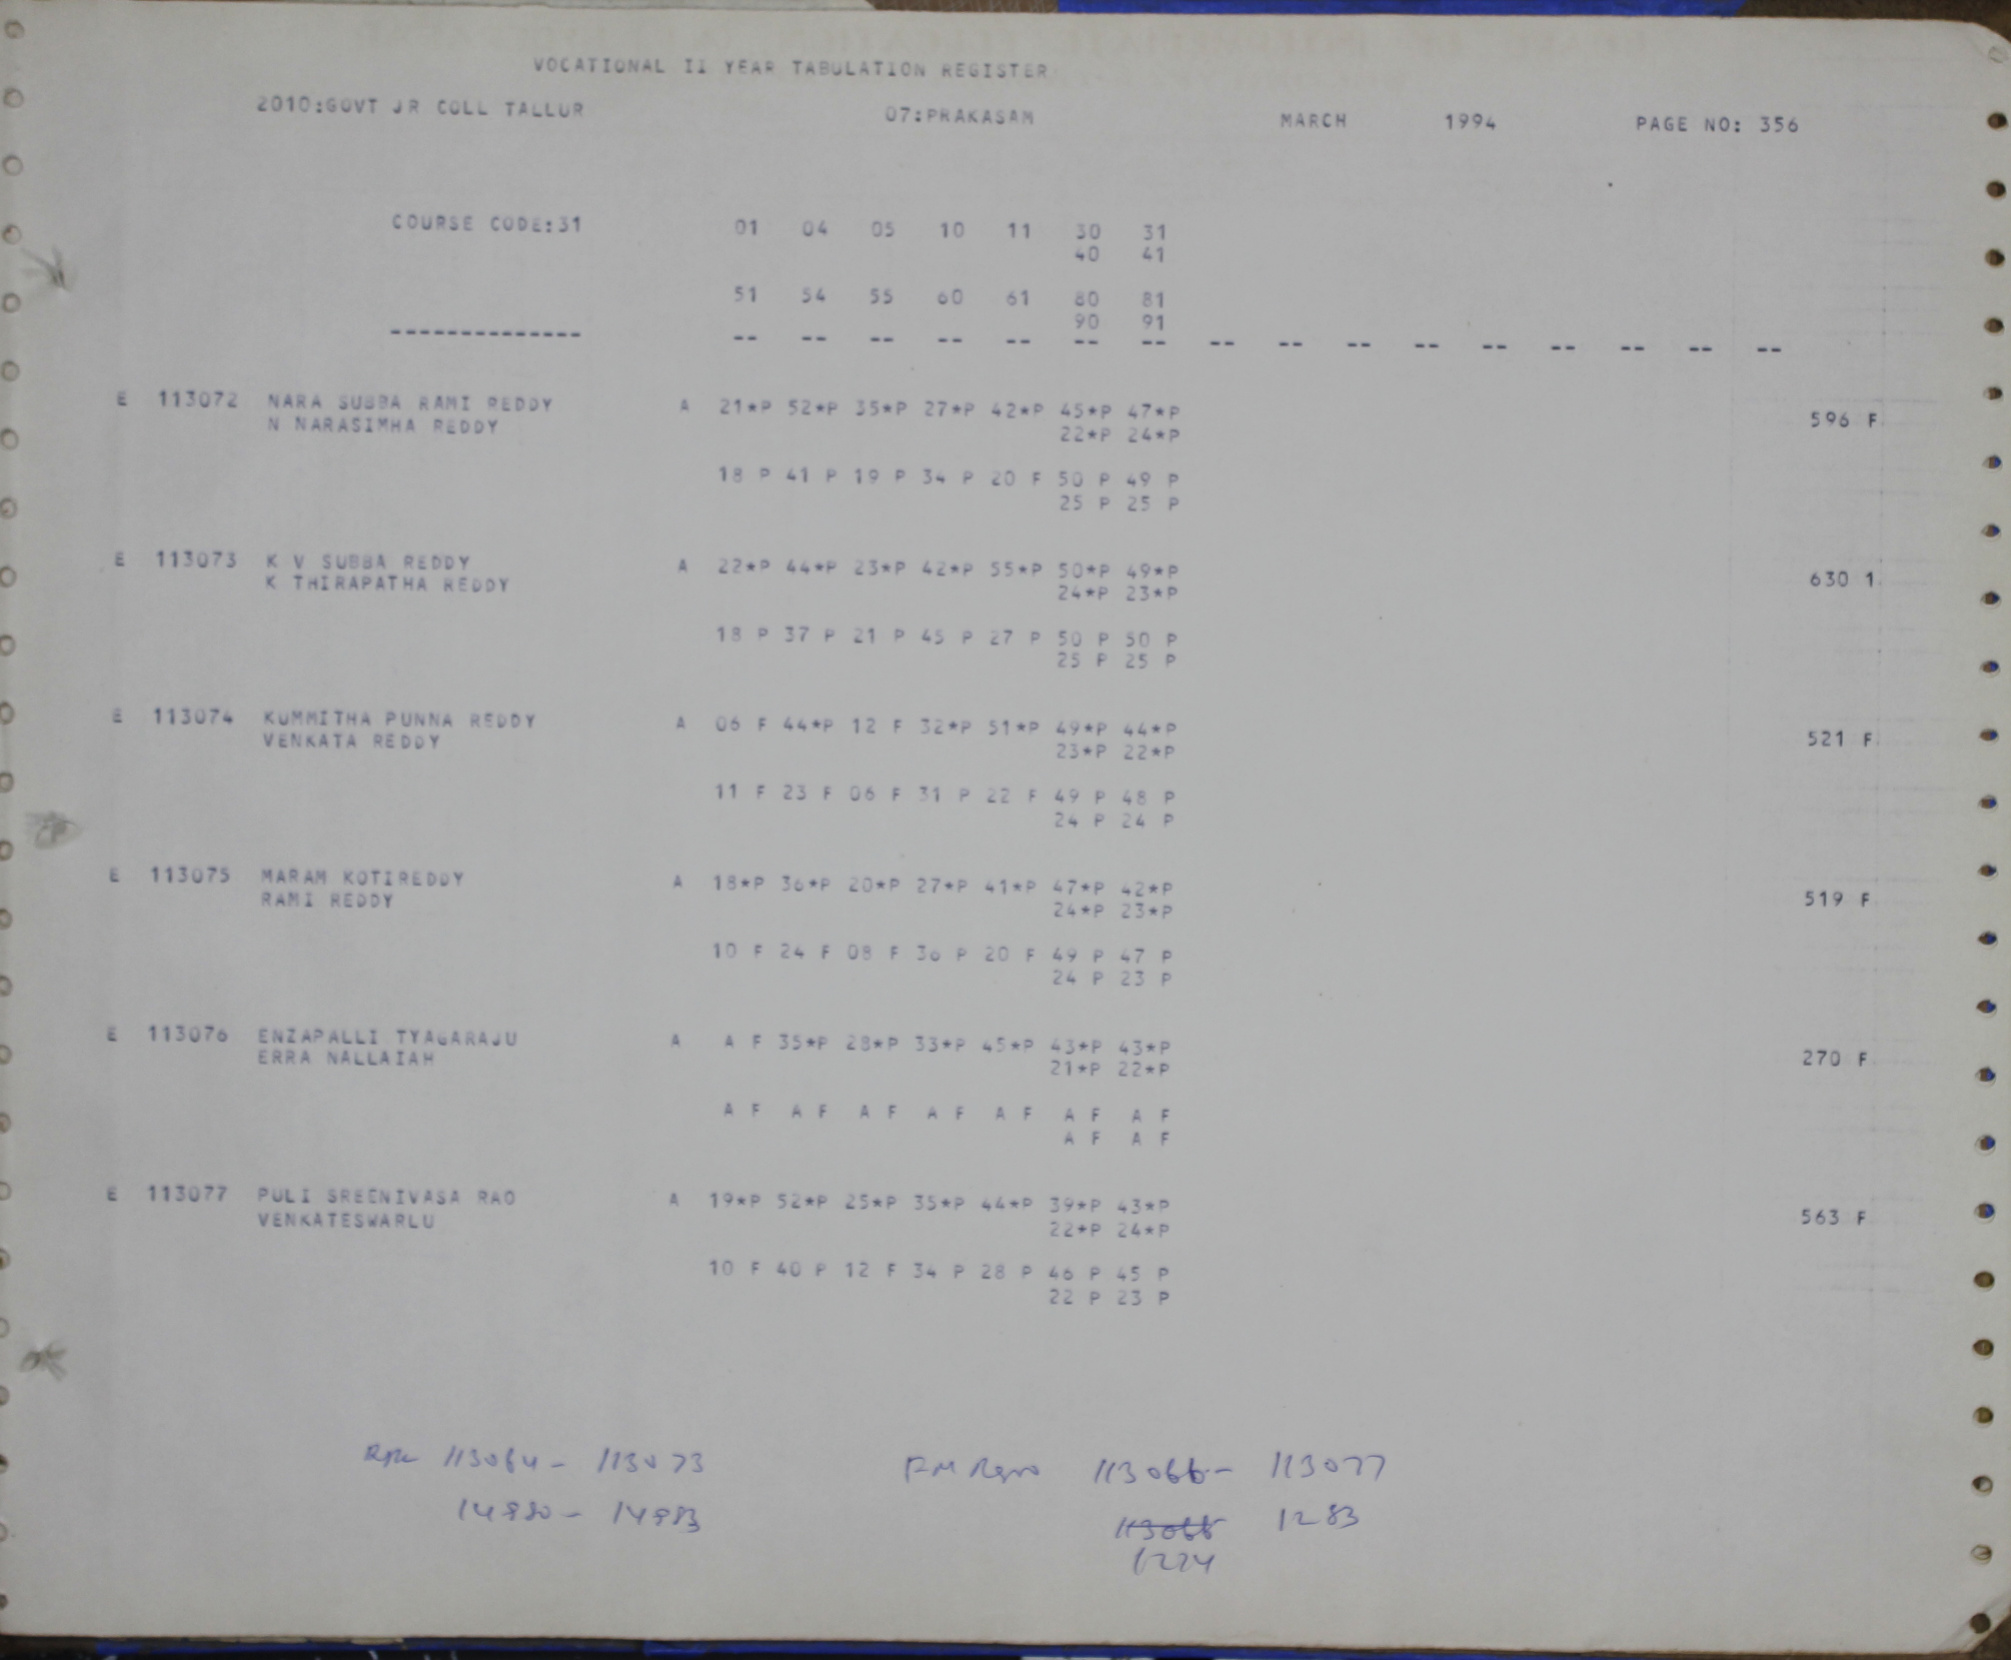 VOCATIONAL II YEAR TABULATION REGISTER
2010:GOVT JR COLL TALLUR 07:PRAKASAM MARCH 1994 PAGE NO: 356
COURSE CODE:31 01 04 05 10 11 30 31
40 41
51 54 55 60 61 80 81
90 91
-------------- -- -- -- -- -- -- -- -- -- -- -- -- -- -- -- --
E 113072 NARA SUBBA RAMI REDDY A 21*P 52*P 35*P 27*P 42*P 45*P 47*P
N NARASIMHA REDDY 22*P 24*P 596 F
18 P 41 P 19 P 34 P 20 F 50 P 49 P
25 P 25 P
E 113073 K V SUBBA REDDY A 22*P 44*P 23*P 42*P 55*P 50*P 49*P
K THIRAPATHA REDDY 24*P 23*P 630 1
18 P 37 P 21 P 45 P 27 P 50 P 50 P
25 P 25 P
E 113074 KUMMITHA PUNNA REDDY A 06 F 44*P 12 F 32*P 51*P 49*P 44*P
VENKATA REDDY 23*P 22*P 521 F
11 F 23 F 06 F 31 P 22 F 49 P 48 P
24 P 24 P
E 113075 MARAM KOTIREDDY A 18*P 36*P 20*P 27*P 41*P 47*P 42*P
RAMI REDDY 24*P 23*P 519 F
10 F 24 F 08 F 36 P 20 F 49 P 47 P
24 P 23 P
E 113076 ENZAPALLI TYAGARAJU A A F 35*P 28*P 33*P 45*P 43*P 43*P
ERRA NALLAIAH 21*P 22*P 270 F
A F A F A F A F A F A F A F
A F A F
E 113077 PULI SREENIVASA RAO A 19*P 52*P 25*P 35*P 44*P 39*P 43*P
VENKATESWARLU 22*P 24*P 563 F
10 F 40 P 12 F 34 P 28 P 46 P 45 P
22 P 23 P
113064 - 113073 113066 - 113077
14980 - 14983 113066 1283
1274